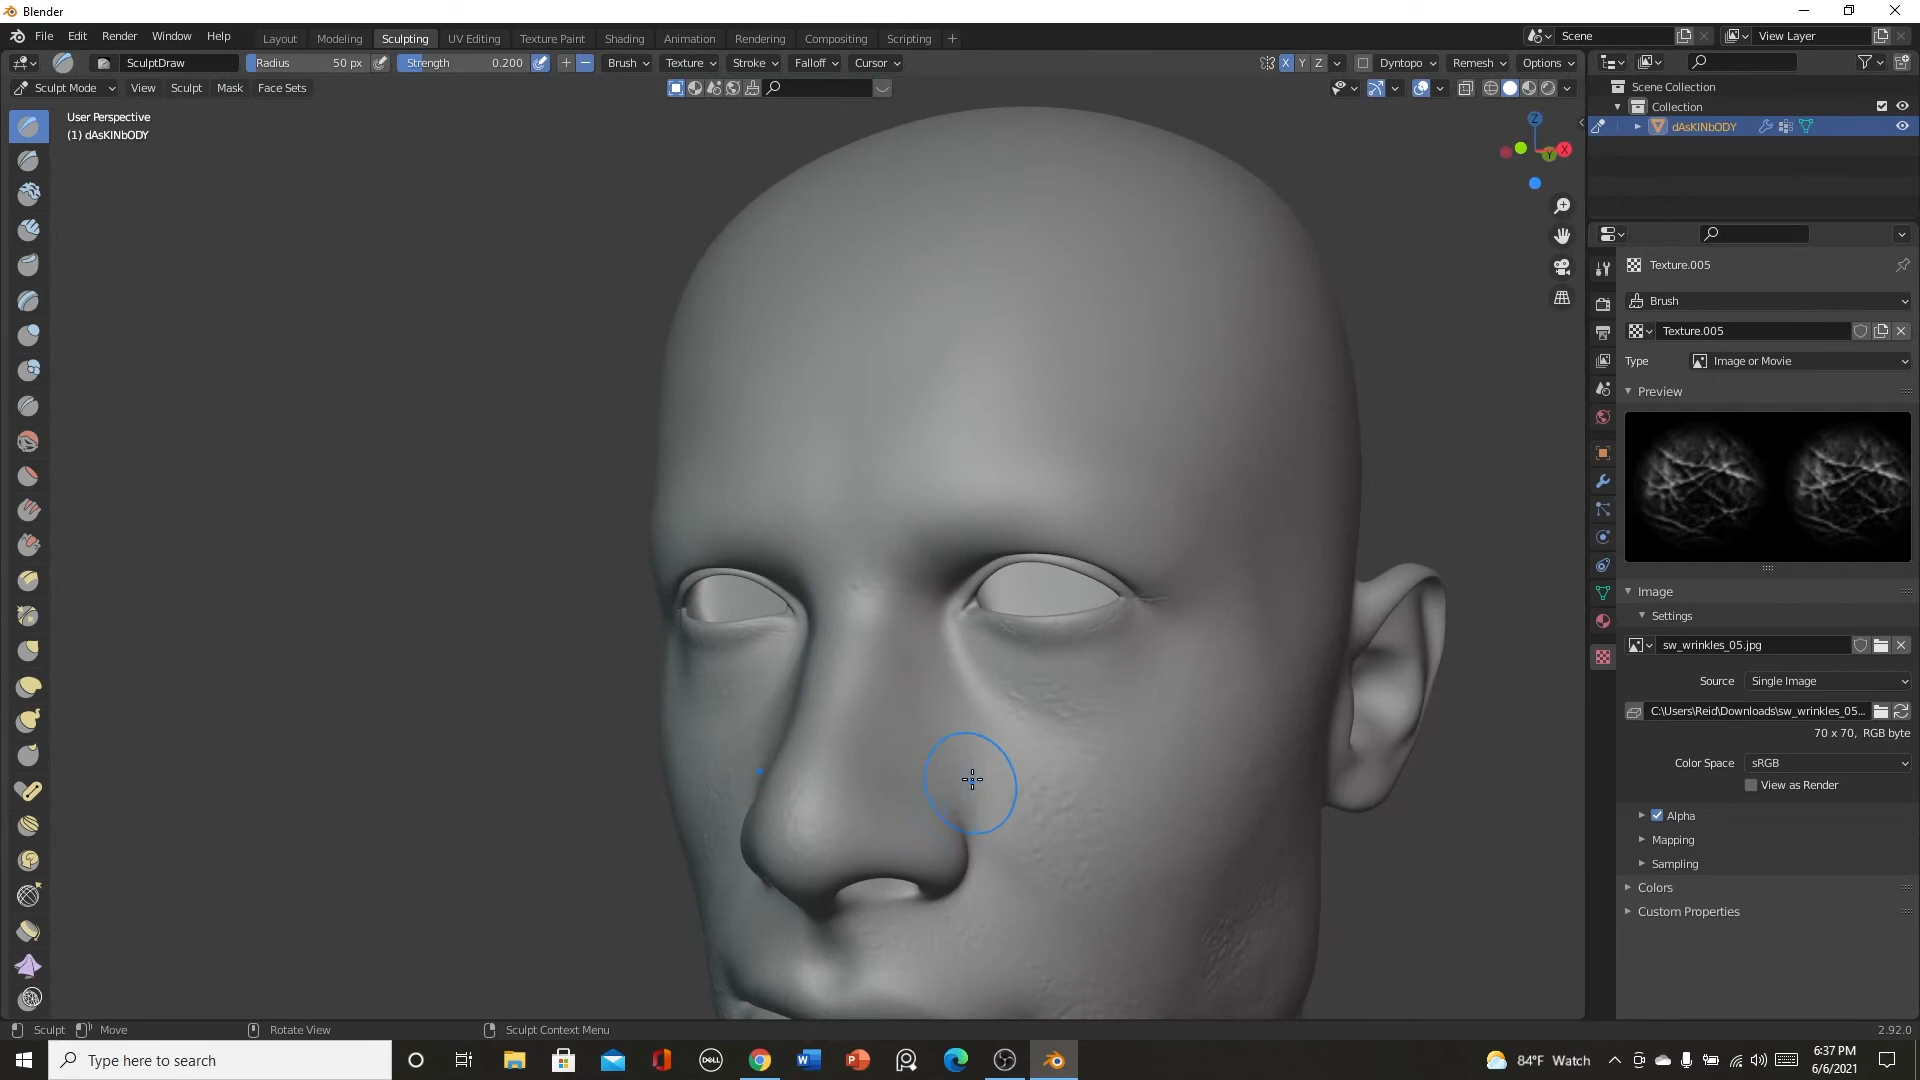 Blender
File Edit Render Window Help Layout Modeling Sculpting UV Editing Texture Paint Shading Animation Rendering Compositing Scripting + Scene View Layer
SculptDraw Radius 50 px Strength 0.200 Brush Texture Stroke Falloff Cursor X Y Z Dyntopo Remesh Options
Sculpt Mode View Sculpt Mask Face Sets
User Perspective
(1) dAsKINbODY
Scene Collection
Collection
dAsKINbODY
Z
X
Y
Texture.005
Brush
Texture.005
Type Image or Movie
Preview
Image
Settings
sw_wrinkles_05.jpg
Source Single Image
C:\Users\Reid\Downloads\sw_wrinkles_05...
70 x 70, RGB byte
Color Space sRGB
View as Render
Alpha
Mapping
Sampling
Colors
Custom Properties
Sculpt Move Rotate View Sculpt Context Menu 2.92.0
Type here to search
DELL
84°F Watch
6:37 PM
6/6/2021